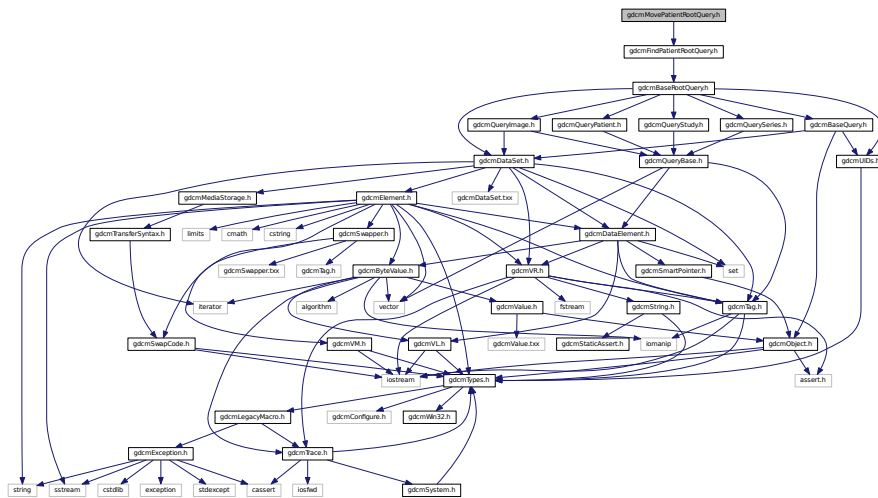 gdcmMovePatientRootQuery.h
gdcmFindPatientRootQuery.h
gdcmBaseRootQuery.h
gdcmQueryImage.h gdcmQueryPatient.h gdcmQueryStudy.h gdcmQuerySeries.h gdcmBaseQuery.h
gdcmDataSet.h gdcmQueryBase.h gdcmUIDs.h
gdcmMediaStorage.h gdcmElement.h gdcmDataSet.txx
gdcmTransferSyntax.h limits cmath cstring gdcmSwapper.h gdcmDataElement.h
gdcmSwapper.txx gdcmTag.h gdcmByteValue.h gdcmVR.h gdcmSmartPointer.h set
iterator algorithm vector gdcmValue.h fstream gdcmString.h gdcmTag.h
gdcmSwapCode.h gdcmVM.h gdcmVL.h gdcmValue.txx gdcmStaticAssert.h iomanip gdcmObject.h
iostream gdcmTypes.h assert.h
gdcmLegacyMacro.h gdcmConfigure.h gdcmWin32.h
gdcmException.h gdcmTrace.h
string sstream cstdlib exception stdexcept cassert iosfwd gdcmSystem.h